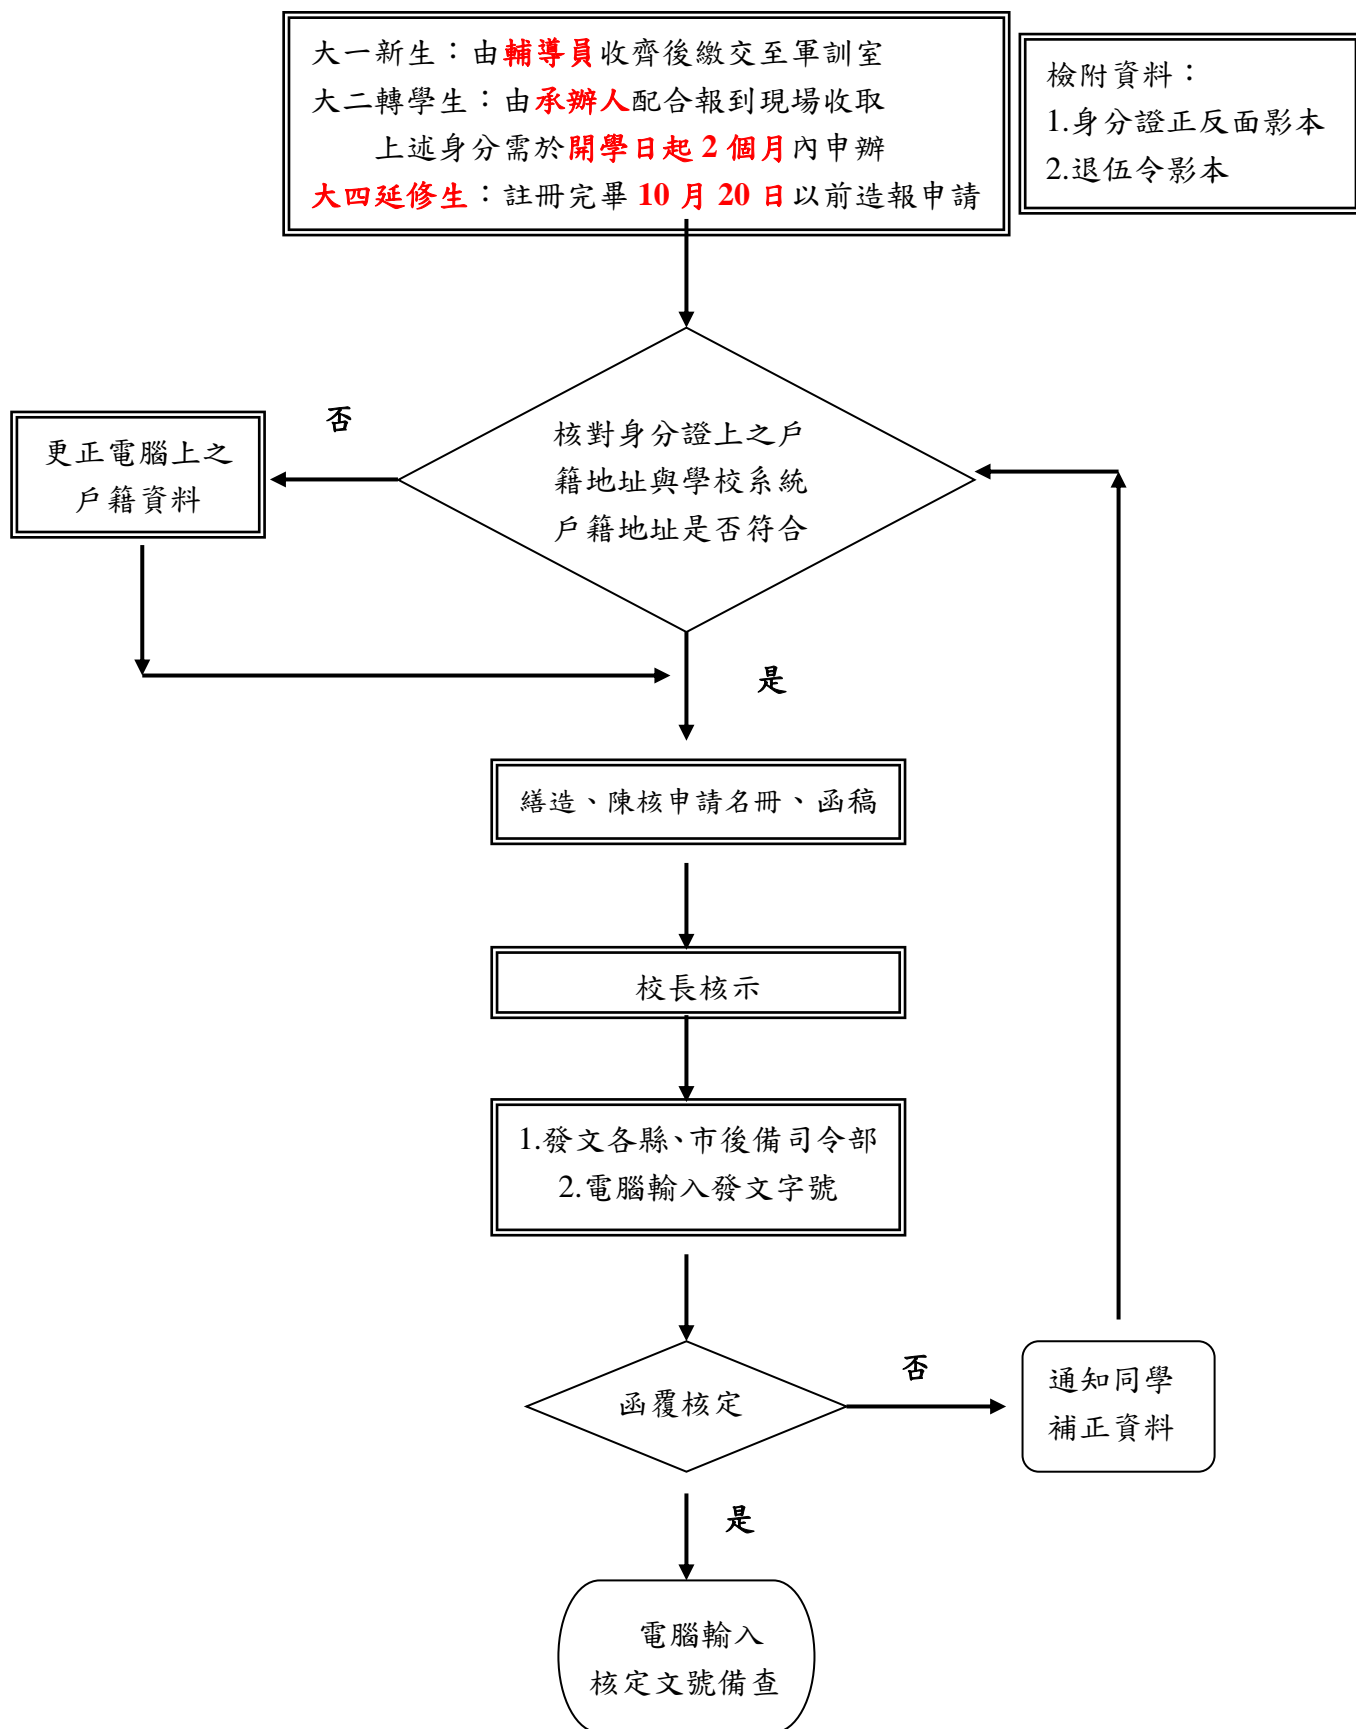 大一新生：由輔導員收齊後繳交至軍訓室
大二轉學生：由承辦人配合報到現場收取
上述身分需於開學日起 2 個月內申辦
大四延修生：註冊完畢 10 月 20 日以前造報申請
檢附資料：
1.身分證正反面影本
2.退伍令影本
否
更正電腦上之
戶籍資料
核對身分證上之戶
籍地址與學校系統
戶籍地址是否符合
是
繕造、陳核申請名冊、函稿
校長核示
1.發文各縣、市後備司令部
2.電腦輸入發文字號
函覆核定
否
通知同學
補正資料
是
電腦輸入
核定文號備查